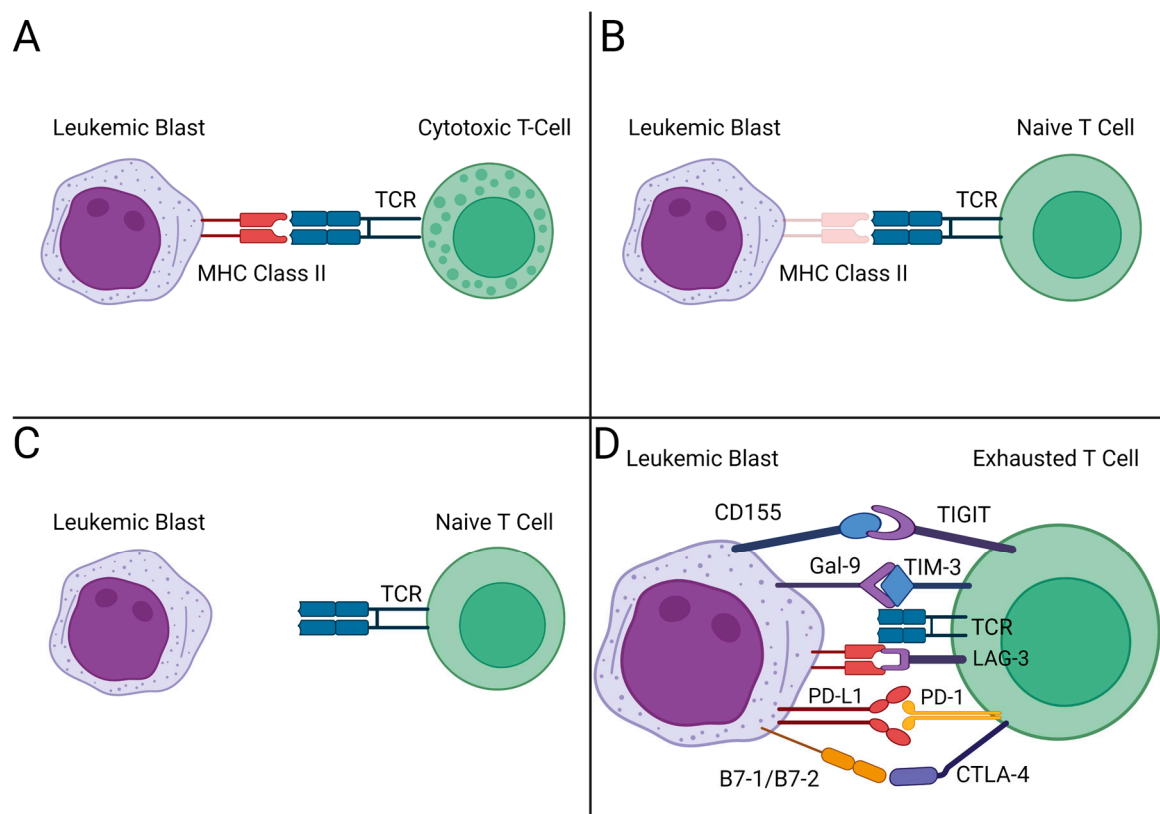 A
Leukemic Blast
Cytotoxic T-Cell
TCR
MHC Class II
B
Leukemic Blast
Naive T Cell
TCR
MHC Class II
C
Leukemic Blast
Naive T Cell
TCR
D
Leukemic Blast
Exhausted T Cell
CD155
TIGIT
Gal-9
TIM-3
TCR
LAG-3
PD-L1
PD-1
B7-1/B7-2
CTLA-4